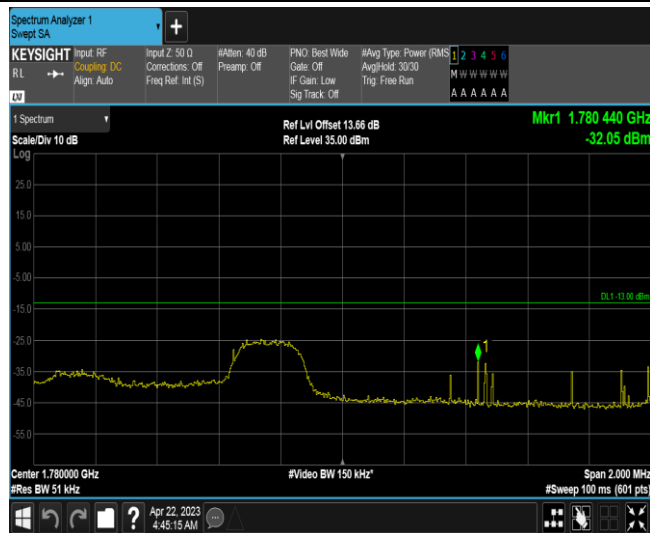 Spectrum Analyzer 1
Swept SA
+
KEYSIGHT
RL
LXI
Input: RF
Coupling: DC
Align: Auto
Input Z: 50 Ω
Corrections: Off
Freq Ref: Int (S)
#Atten: 40 dB
Preamp: Off
PNO: Best Wide
Gate: Off
IF Gain: Low
Sig Track: Off
#Avg Type: Power (RMS
Avg|Hold: 30/30
Trig: Free Run
1 2 3 4 5 6
M W W W W W
A A A A A A
1 Spectrum
Scale/Div 10 dB
Log
Ref Lvl Offset 13.66 dB
Ref Level 35.00 dBm
Mkr1 1.780 440 GHz
-32.05 dBm
25.0
15.0
5.00
-5.00
DL1 -13.00 dBm
-15.0
-25.0
1
-35.0
-45.0
-55.0
Center 1.780000 GHz
#Res BW 51 kHz
#Video BW 150 kHz*
Span 2.000 MHz
#Sweep 100 ms (601 pts)
?
Apr 22, 2023
4:45:15 AM